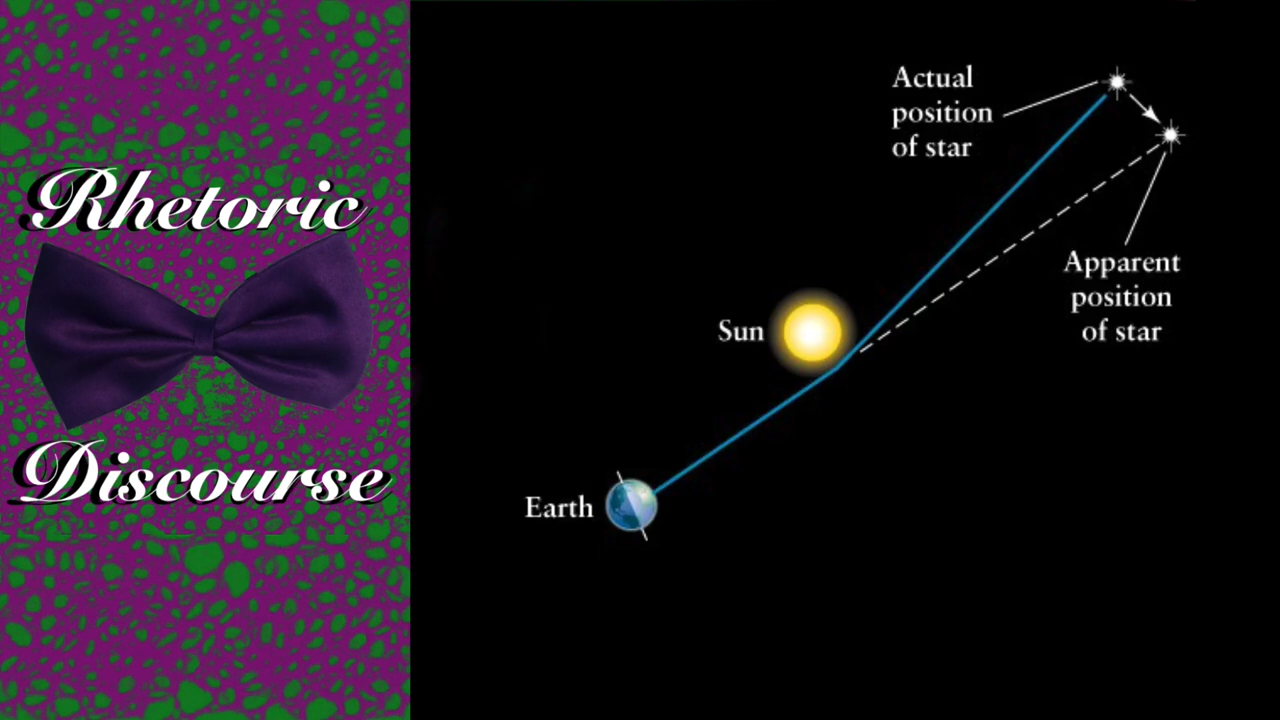 Rhetoric
Discourse
Actual
position
of star
Sun
Apparent
position
of star
Earth